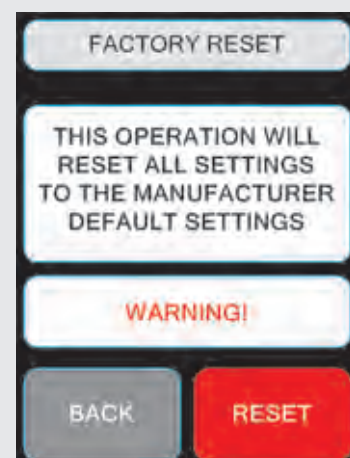 FACTORY RESET
THIS OPERATION WILL
RESET ALL SETTINGS
TO THE MANUFACTURER
DEFAULT SETTINGS
WARNING!
BACK
RESET